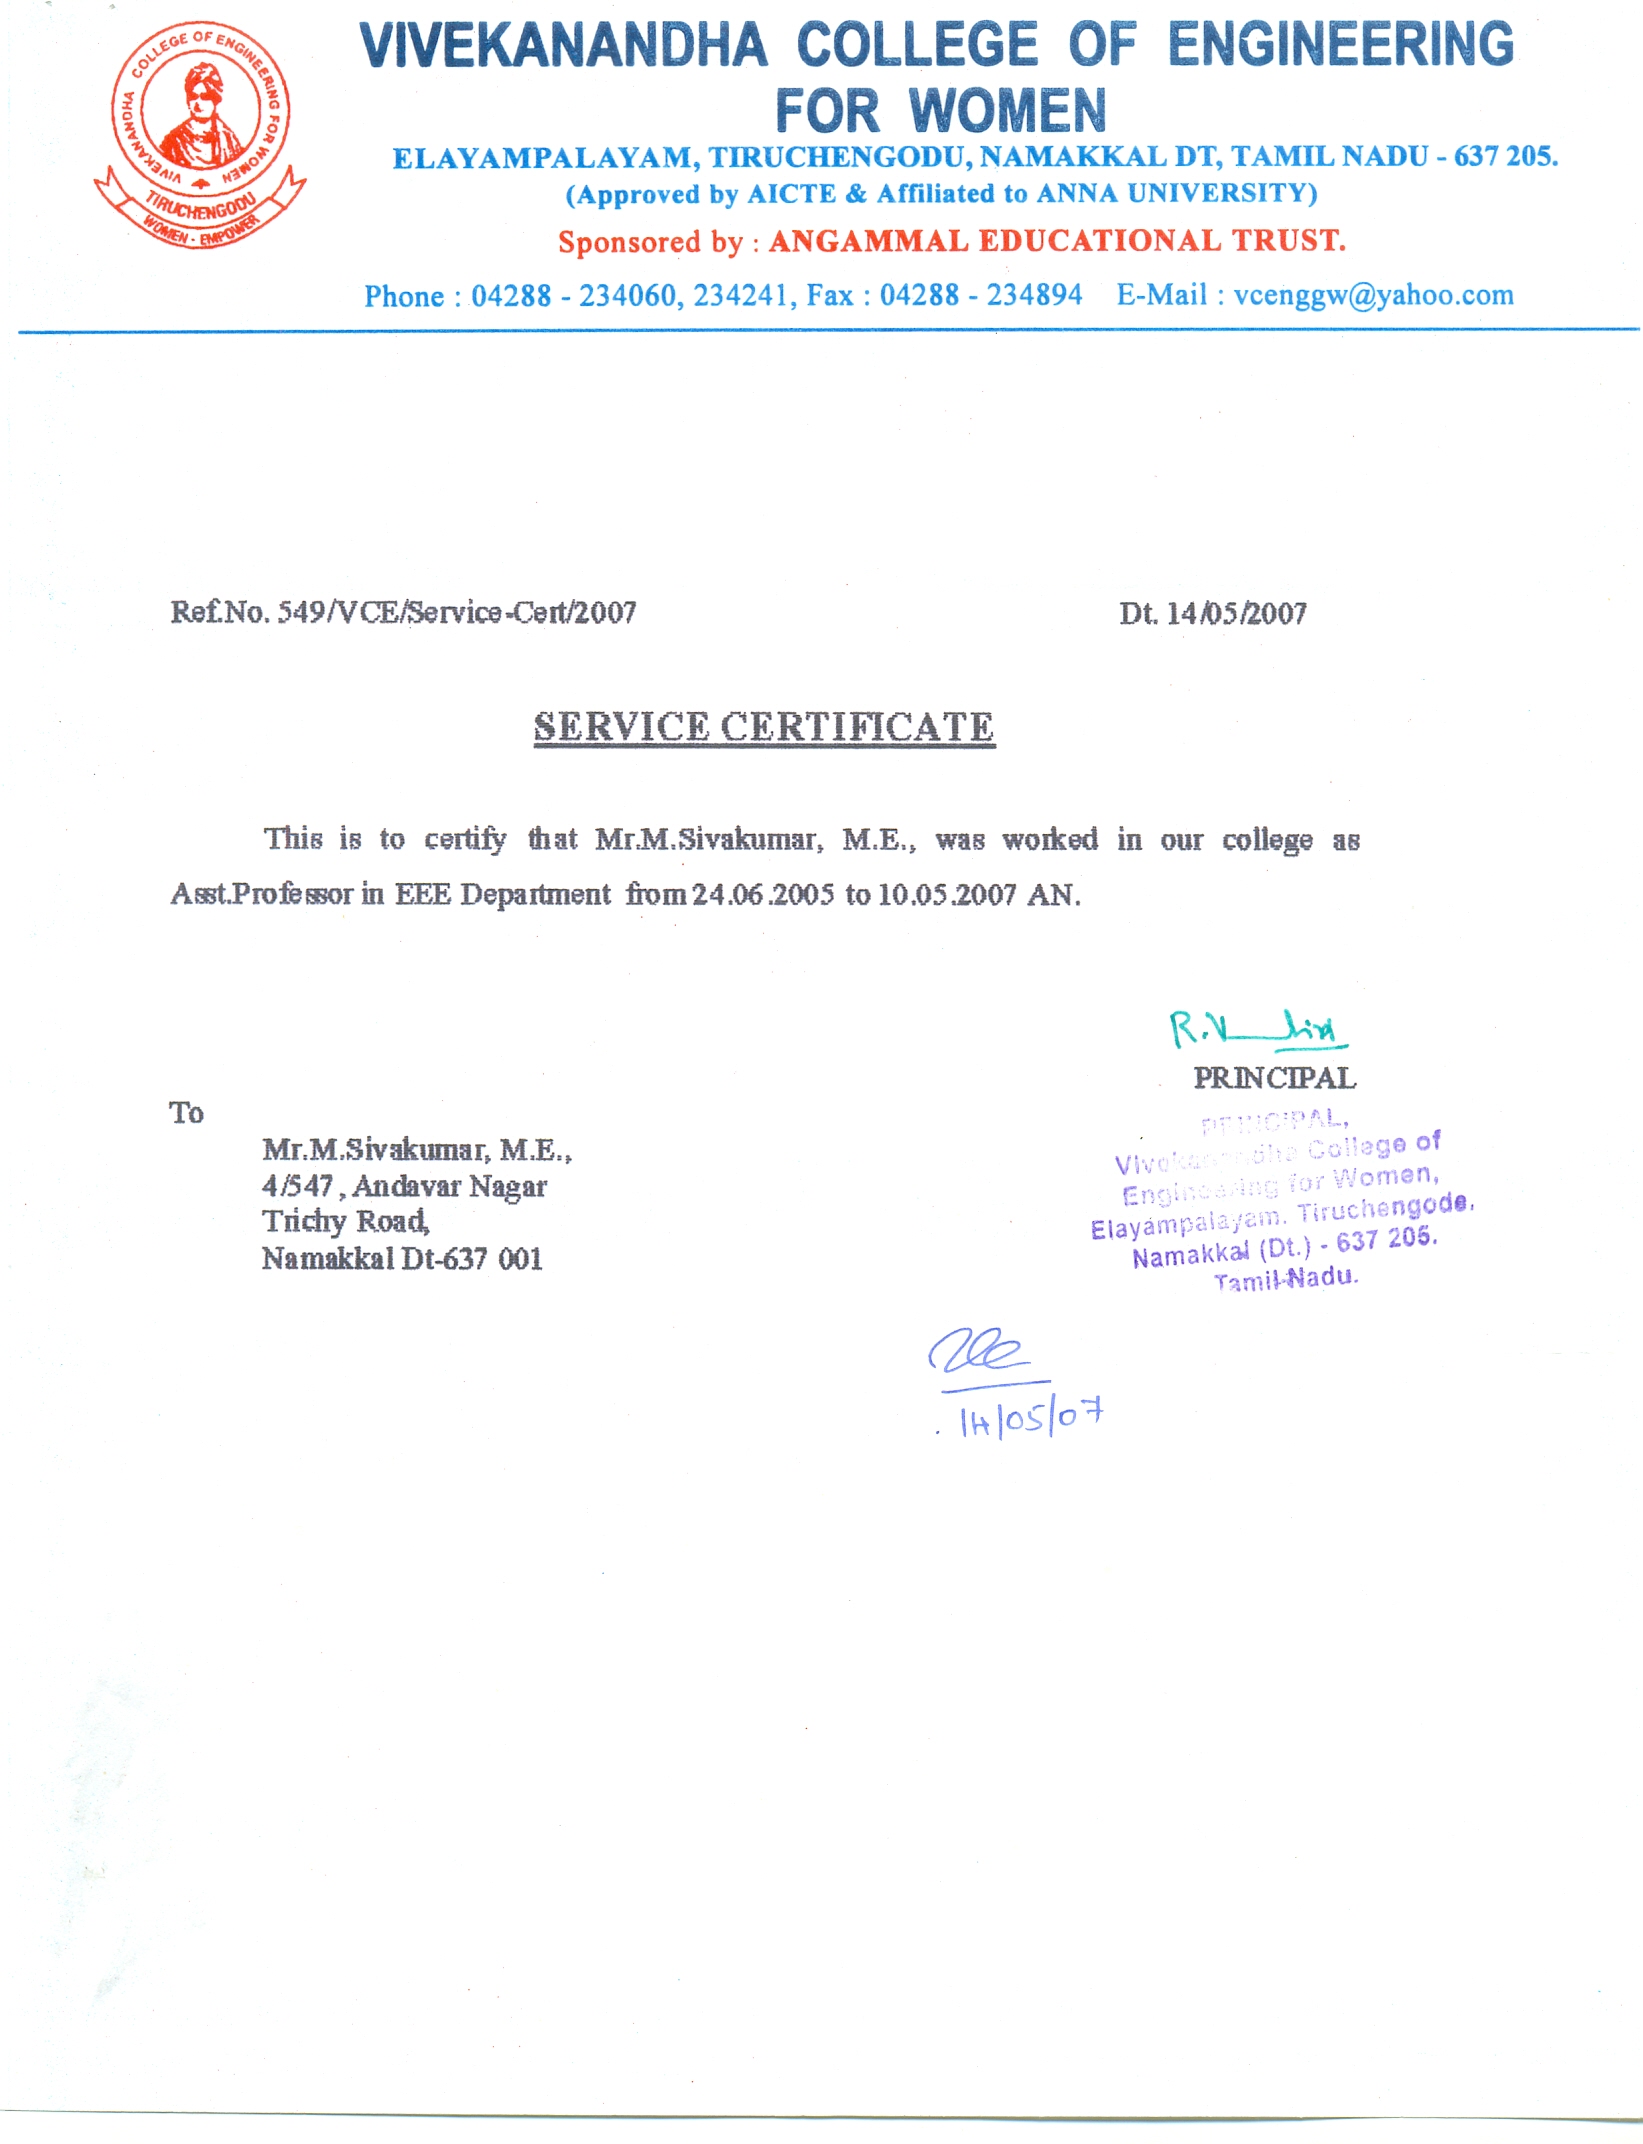 VIVEKANANDHA COLLEGE OF ENGINEERING
FOR WOMEN
ELAYAMPALAYAM, TIRUCHENGODU, NAMAKKAL DT, TAMIL NADU - 637 205.
(Approved by AICTE & Affiliated to ANNA UNIVERSITY)
Sponsored by : ANGAMMAL EDUCATIONAL TRUST.
Phone : 04288 - 234060, 234241, Fax : 04288 - 234894 E-Mail : vcenggw@yahoo.com
VIVEKANANDHA COLLEGE OF ENGINEERING FOR WOMEN
TIRUCHENGODU
WOMEN - EMPOWER
Ref.No. 549/VCE/Service-Cert/2007 Dt. 14/05/2007
SERVICE CERTIFICATE
This is to certify that Mr.M.Sivakumar, M.E., was worked in our college as
Asst.Professor in EEE Department from 24.06.2005 to 10.05.2007 AN.
R.V
PRINCIPAL
PRINCIPAL,
Vivekanandha College of
Engineering for Women,
Elayampalayam. Tiruchengode.
Namakkal (Dt.) - 637 205.
Tamil-Nadu.
To
Mr.M.Sivakumar, M.E.,
4/547, Andavar Nagar
Trichy Road,
Namakkal Dt-637 001
14/05/07